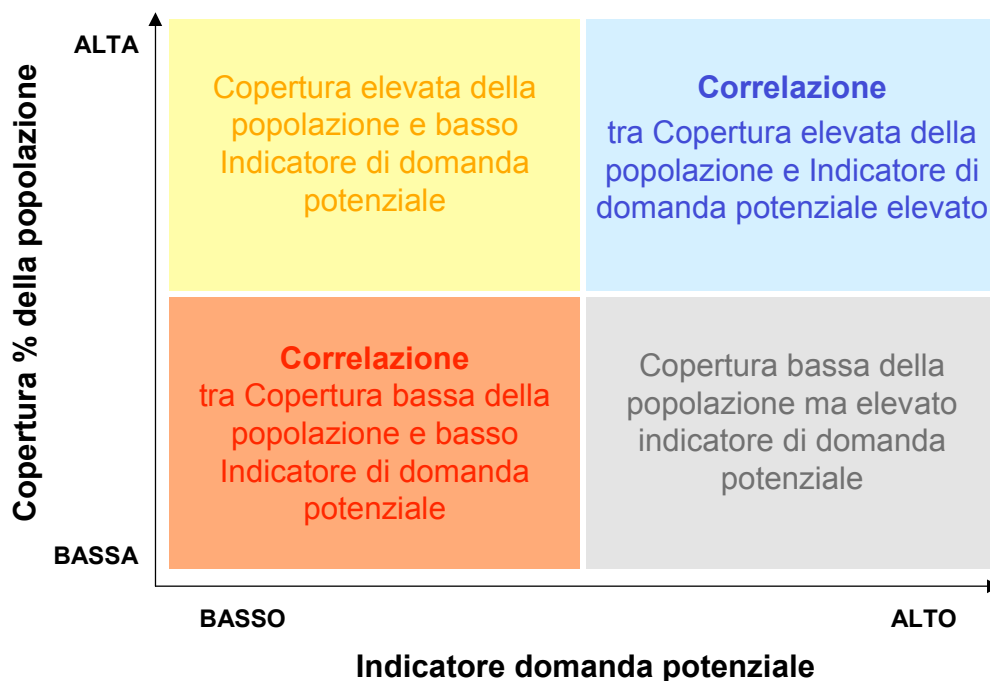 Copertura % della popolazione
ALTA
Copertura elevata della
popolazione e basso
Indicatore di domanda
potenziale
Correlazione
tra Copertura elevata della
popolazione e Indicatore di
domanda potenziale elevato
Correlazione
tra Copertura bassa della
popolazione e basso
Indicatore di domanda
potenziale
Copertura bassa della
popolazione ma elevato
indicatore di domanda
potenziale
BASSA
BASSO
ALTO
Indicatore domanda potenziale